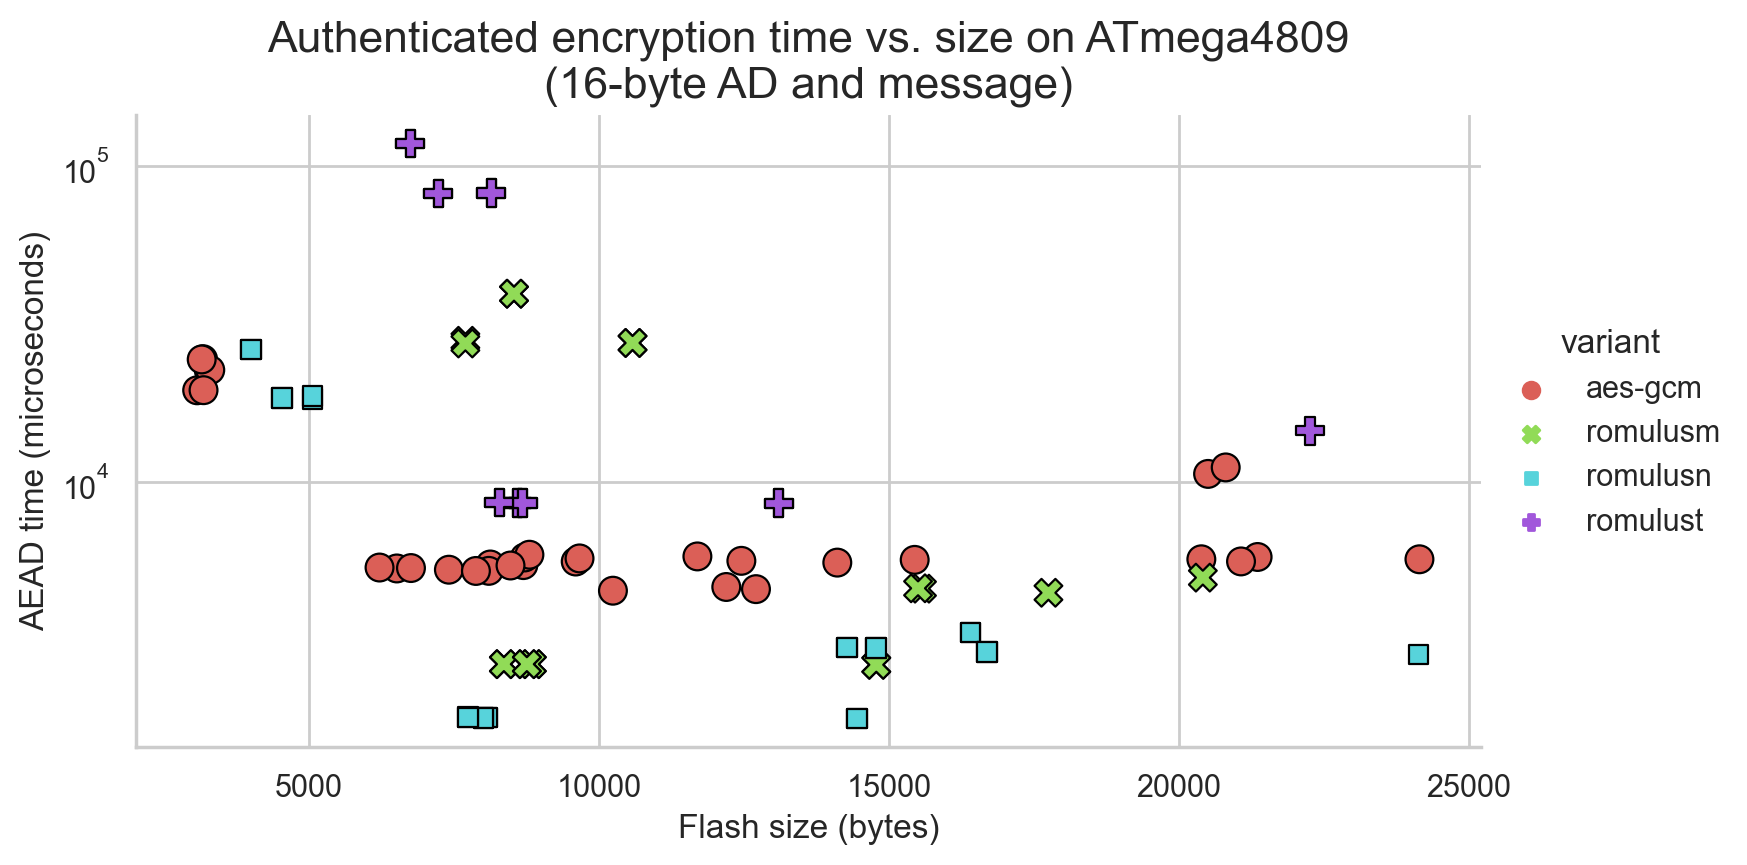 Authenticated encryption time vs. size on ATmega4809
(16-byte AD and message)
AEAD time (microseconds)
10^5
10^4
5000
10000
15000
20000
25000
Flash size (bytes)
variant
aes-gcm
romulusm
romulusn
romulust